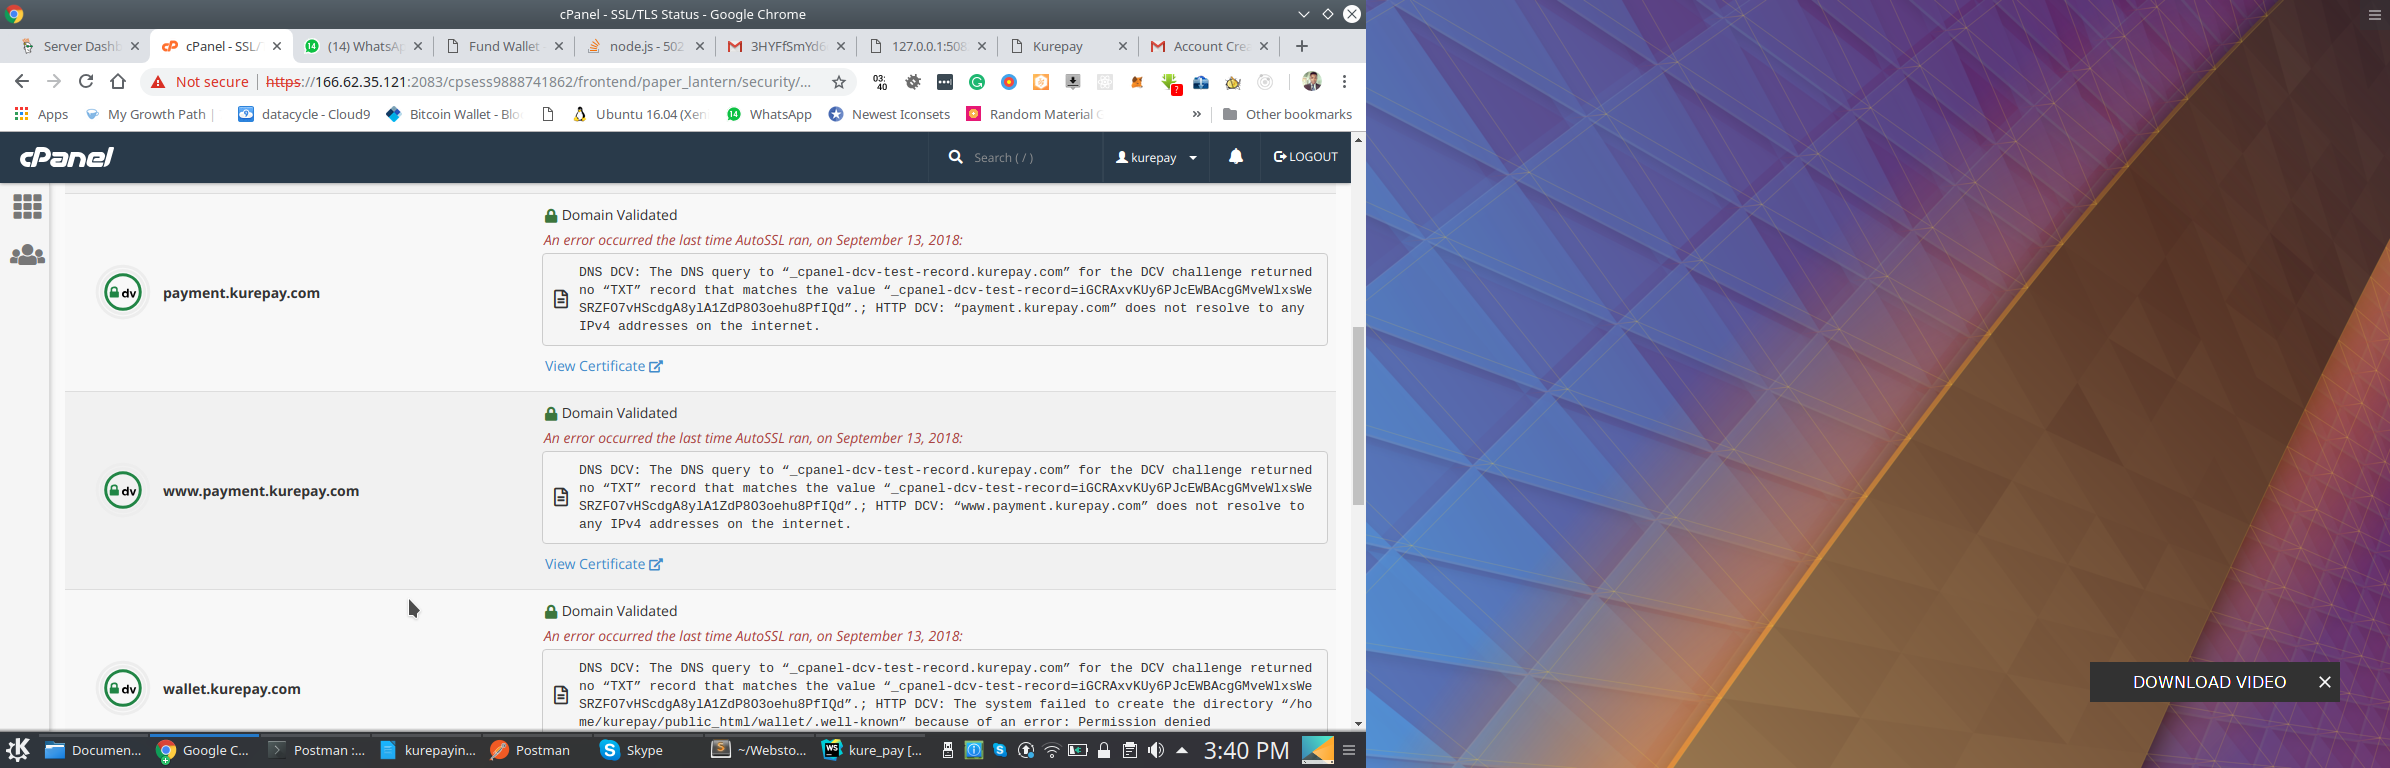 cPanel - SSL/TLS Status - Google Chrome
Server Dashb
cPanel - SSL/
(14) WhatsAp
Fund Wallet -
node.js - 502
3HYFfSmYd6
127.0.0.1:508
Kurepay
Account Crea
Not secure
https://166.62.35.121:2083/cpsess9888741862/frontend/paper_lantern/security/...
03:
40
?
Apps
My Growth Path |
datacycle - Cloud9
Bitcoin Wallet - Blo
Ubuntu 16.04 (Xen
14
WhatsApp
Newest Iconsets
Random Material G
»
Other bookmarks
cPanel
Search ( / )
kurepay
LOGOUT
dv
payment.kurepay.com
Domain Validated
An error occurred the last time AutoSSL ran, on September 13, 2018:
DNS DCV: The DNS query to “_cpanel-dcv-test-record.kurepay.com” for the DCV challenge returned
no “TXT” record that matches the value “_cpanel-dcv-test-record=iGCRAxvKUy6PJcEWBAcgGMveWlxsWe
SRZFO7vHScdgA8ylA1ZdP8O3oehu8PfIQd”.; HTTP DCV: “payment.kurepay.com” does not resolve to any
IPv4 addresses on the internet.
View Certificate
dv
www.payment.kurepay.com
Domain Validated
An error occurred the last time AutoSSL ran, on September 13, 2018:
DNS DCV: The DNS query to “_cpanel-dcv-test-record.kurepay.com” for the DCV challenge returned
no “TXT” record that matches the value “_cpanel-dcv-test-record=iGCRAxvKUy6PJcEWBAcgGMveWlxsWe
SRZFO7vHScdgA8ylA1ZdP8O3oehu8PfIQd”.; HTTP DCV: “www.payment.kurepay.com” does not resolve to
any IPv4 addresses on the internet.
View Certificate
dv
wallet.kurepay.com
Domain Validated
An error occurred the last time AutoSSL ran, on September 13, 2018:
DNS DCV: The DNS query to “_cpanel-dcv-test-record.kurepay.com” for the DCV challenge returned
no “TXT” record that matches the value “_cpanel-dcv-test-record=iGCRAxvKUy6PJcEWBAcgGMveWlxsWe
SRZFO7vHScdgA8ylA1ZdP8O3oehu8PfIQd”.; HTTP DCV: The system failed to create the directory “/ho
me/kurepay/public_html/wallet/.well-known” because of an error: Permission denied
Documen...
Google C...
Postman :...
kurepayin...
Postman
Skype
~/Websto...
WS
kure_pay [...
3:40 PM
DOWNLOAD VIDEO